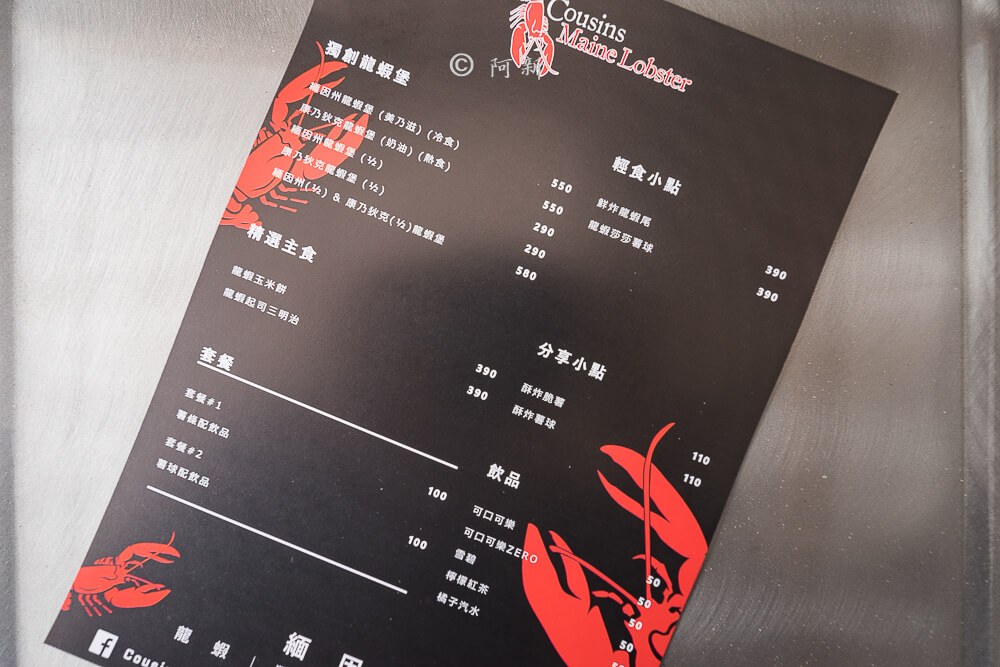 Cousins
Maine Lobster
© 阿新
獨創龍蝦堡
緬因州龍蝦堡 (美乃滋) (冷食) 550
康乃狄克龍蝦堡 (奶油) (熱食) 550
緬因州龍蝦堡 (½) 290
康乃狄克龍蝦堡 (½) 290
緬因州(½) & 康乃狄克(½)龍蝦堡 580
精選主食
龍蝦玉米餅 390
龍蝦起司三明治 390
套餐
套餐#1
薯條配飲品 100
套餐#2
薯球配飲品 100
輕食小點
鮮炸龍蝦尾 390
龍蝦莎莎薯球 390
分享小點
酥炸脆薯 110
酥炸薯球 110
飲品
可口可樂 50
可口可樂ZERO 50
雪碧 50
檸檬紅茶 50
橘子汽水 50
龍蝦
緬因